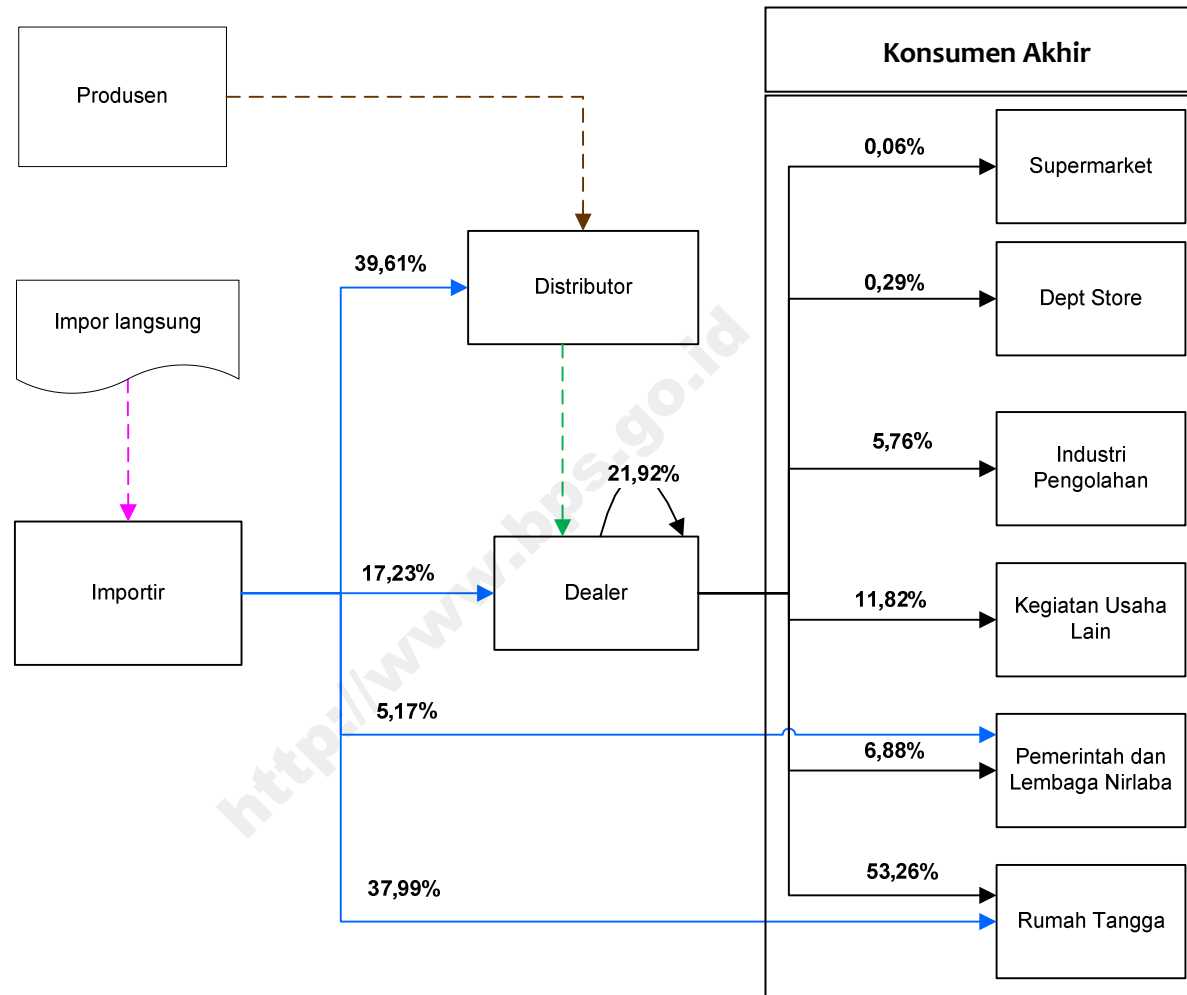 Konsumen Akhir
Produsen
0,06%
Supermarket
39,61%
Distributor
0,29%
Dept Store
Impor langsung
5,76%
Industri
Pengolahan
21,92%
Importir
17,23%
Dealer
11,82%
Kegiatan Usaha
Lain
5,17%
6,88%
Pemerintah dan
Lembaga Nirlaba
37,99%
53,26%
Rumah Tangga
http://www.bps.go.id